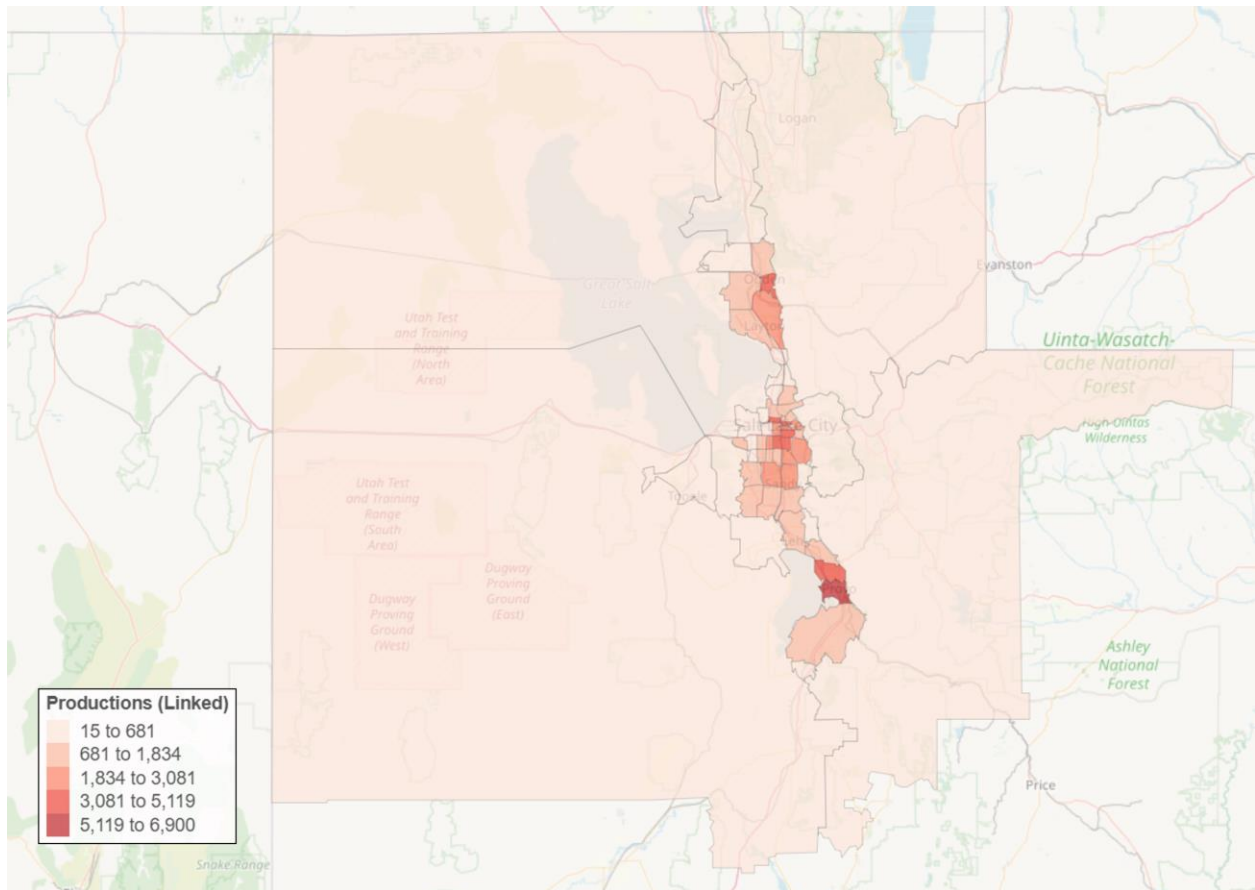 Logan
Evanston
Great Salt
Lake
Utah Test
and Training
Range
(North
Area)
Layton
Uinta-Wasatch-
Cache National
Forest
High Uintas
Wilderness
Salt Lake City
Utah Test
and Training
Range
(South
Area)
Tooele
Dugway
Proving
Ground
(East)
Dugway
Proving
Ground
(West)
Ashley
National
Forest
Productions (Linked)
15 to 681
681 to 1,834
1,834 to 3,081
3,081 to 5,119
5,119 to 6,900
Price
Snake Range